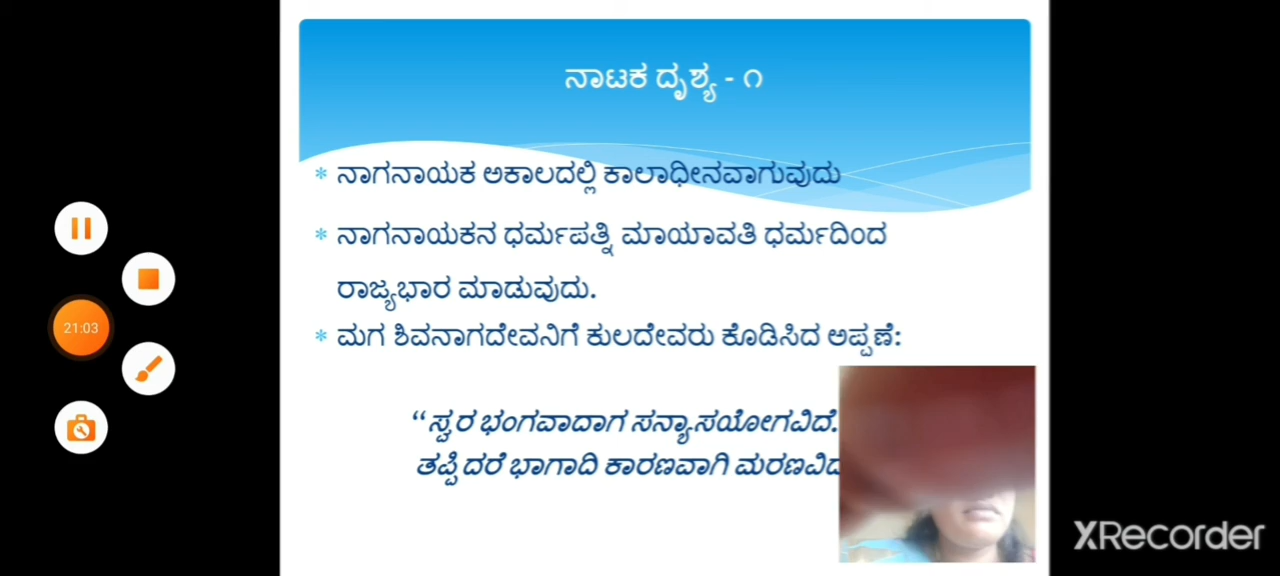 ನಾಟಕ ದೃಶ್ಯ - ೧
* ನಾಗನಾಯಕ ಅಕಾಲದಲ್ಲಿ ಕಾಲಾಧೀನವಾಗುವುದು
* ನಾಗನಾಯಕನ ಧರ್ಮಪತ್ನಿ ಮಾಯಾವತಿ ಧರ್ಮದಿಂದ
ರಾಜ್ಯಭಾರ ಮಾಡುವುದು.
* ಮಗ ಶಿವನಾಗದೇವನಿಗೆ ಕುಲದೇವರು ಕೊಡಿಸಿದ ಅಪ್ಪಣೆ:
“ಸ್ವರ ಭಂಗವಾದಾಗ ಸನ್ಯಾಸಯೋಗವಿದೆ.
ತಪ್ಪಿದರೆ ಭಾಗಾದಿ ಕಾರಣವಾಗಿ
21:03
XRecorder